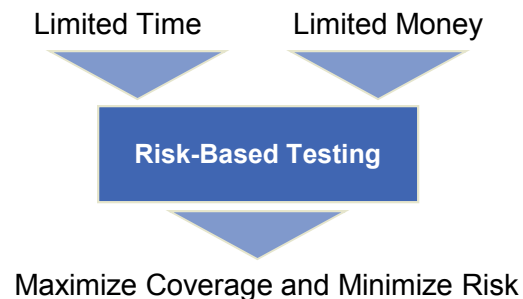 Limited Time
Limited Money
Risk-Based Testing
Maximize Coverage and Minimize Risk